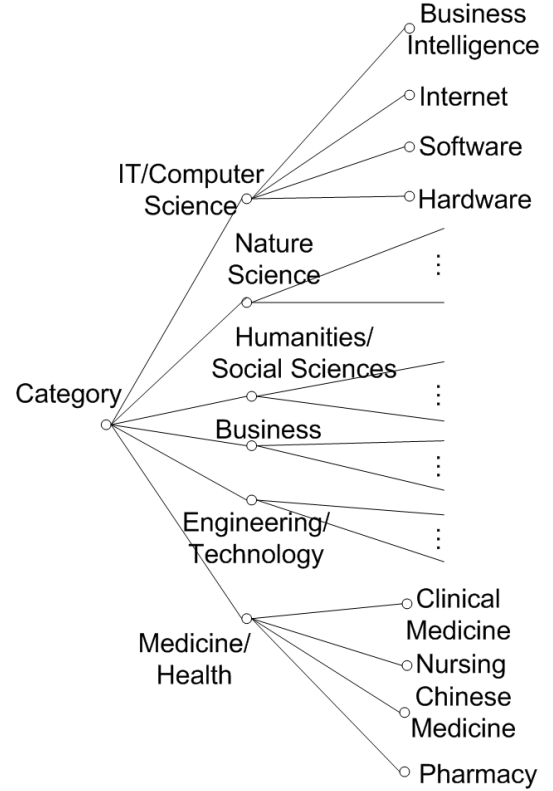 Business
Intelligence
Internet
Software
IT/Computer
Science
Hardware
Nature
Science
⋮
Humanities/
Social Sciences
⋮
Category
Business
⋮
Engineering/
Technology
⋮
Clinical
Medicine
Medicine/
Health
Nursing
Chinese
Medicine
Pharmacy